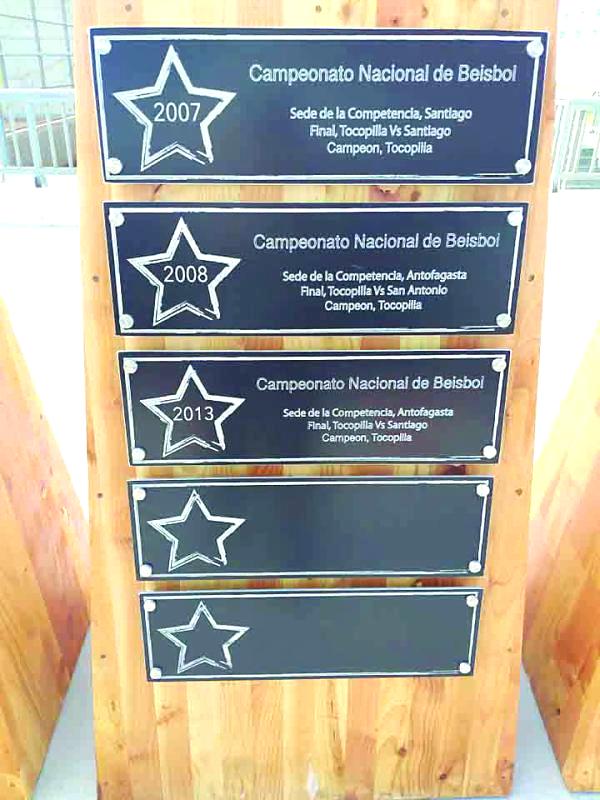 2007
Campeonato Nacional de Beisbol
Sede de la Competencia, Santiago
Final, Tocopilla Vs Santiago
Campeon, Tocopilla
2008
Campeonato Nacional de Beisbol
Sede de la Competencia, Antofagasta
Final, Tocopilla Vs San Antonio
Campeon, Tocopilla
2013
Campeonato Nacional de Beisbol
Sede de la Competencia, Antofagasta
Final, Tocopilla Vs Santiago
Campeon, Tocopilla